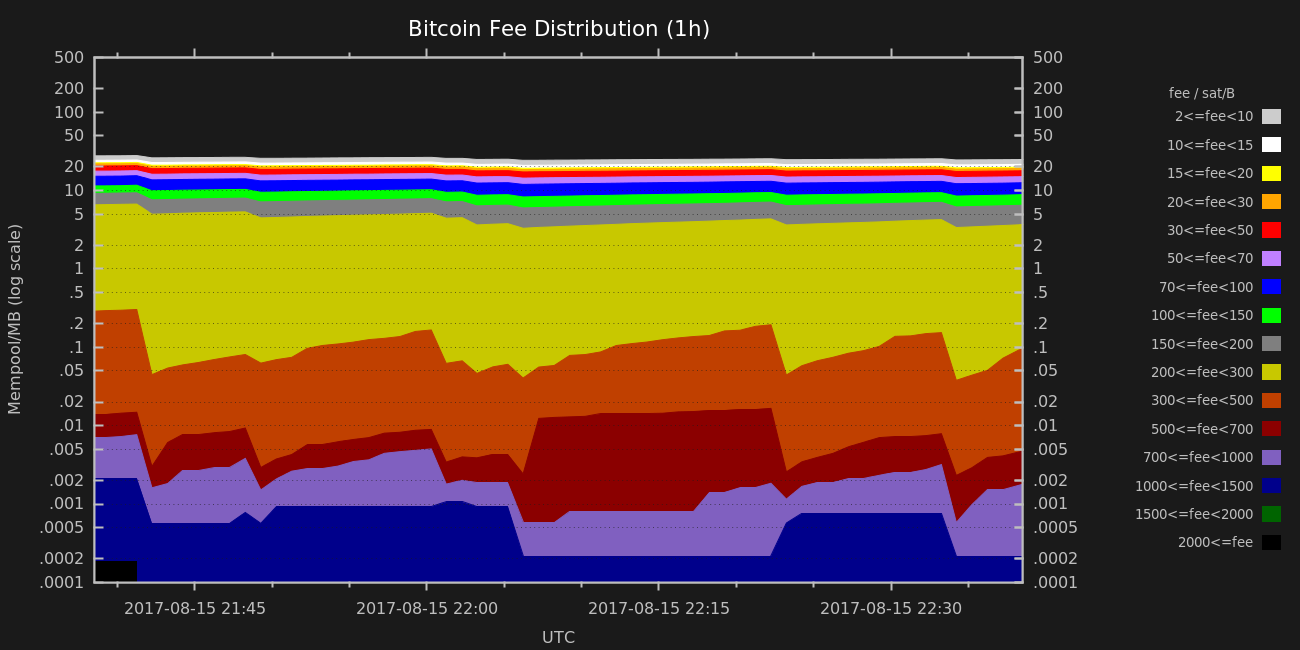 Bitcoin Fee Distribution (1h)
500 500
200 200
100 100
50 50
20 20
10 10
5 5
2 2
1 1
.5 .5
.2 .2
.1 .1
.05 .05
.02 .02
.01 .01
.005 .005
.002 .002
.001 .001
.0005 .0005
.0002 .0002
.0001 .0001
Mempool/MB (log scale)
2017-08-15 21:45 2017-08-15 22:00 2017-08-15 22:15 2017-08-15 22:30
UTC
fee / sat/B
2<=fee<10
10<=fee<15
15<=fee<20
20<=fee<30
30<=fee<50
50<=fee<70
70<=fee<100
100<=fee<150
150<=fee<200
200<=fee<300
300<=fee<500
500<=fee<700
700<=fee<1000
1000<=fee<1500
1500<=fee<2000
2000<=fee